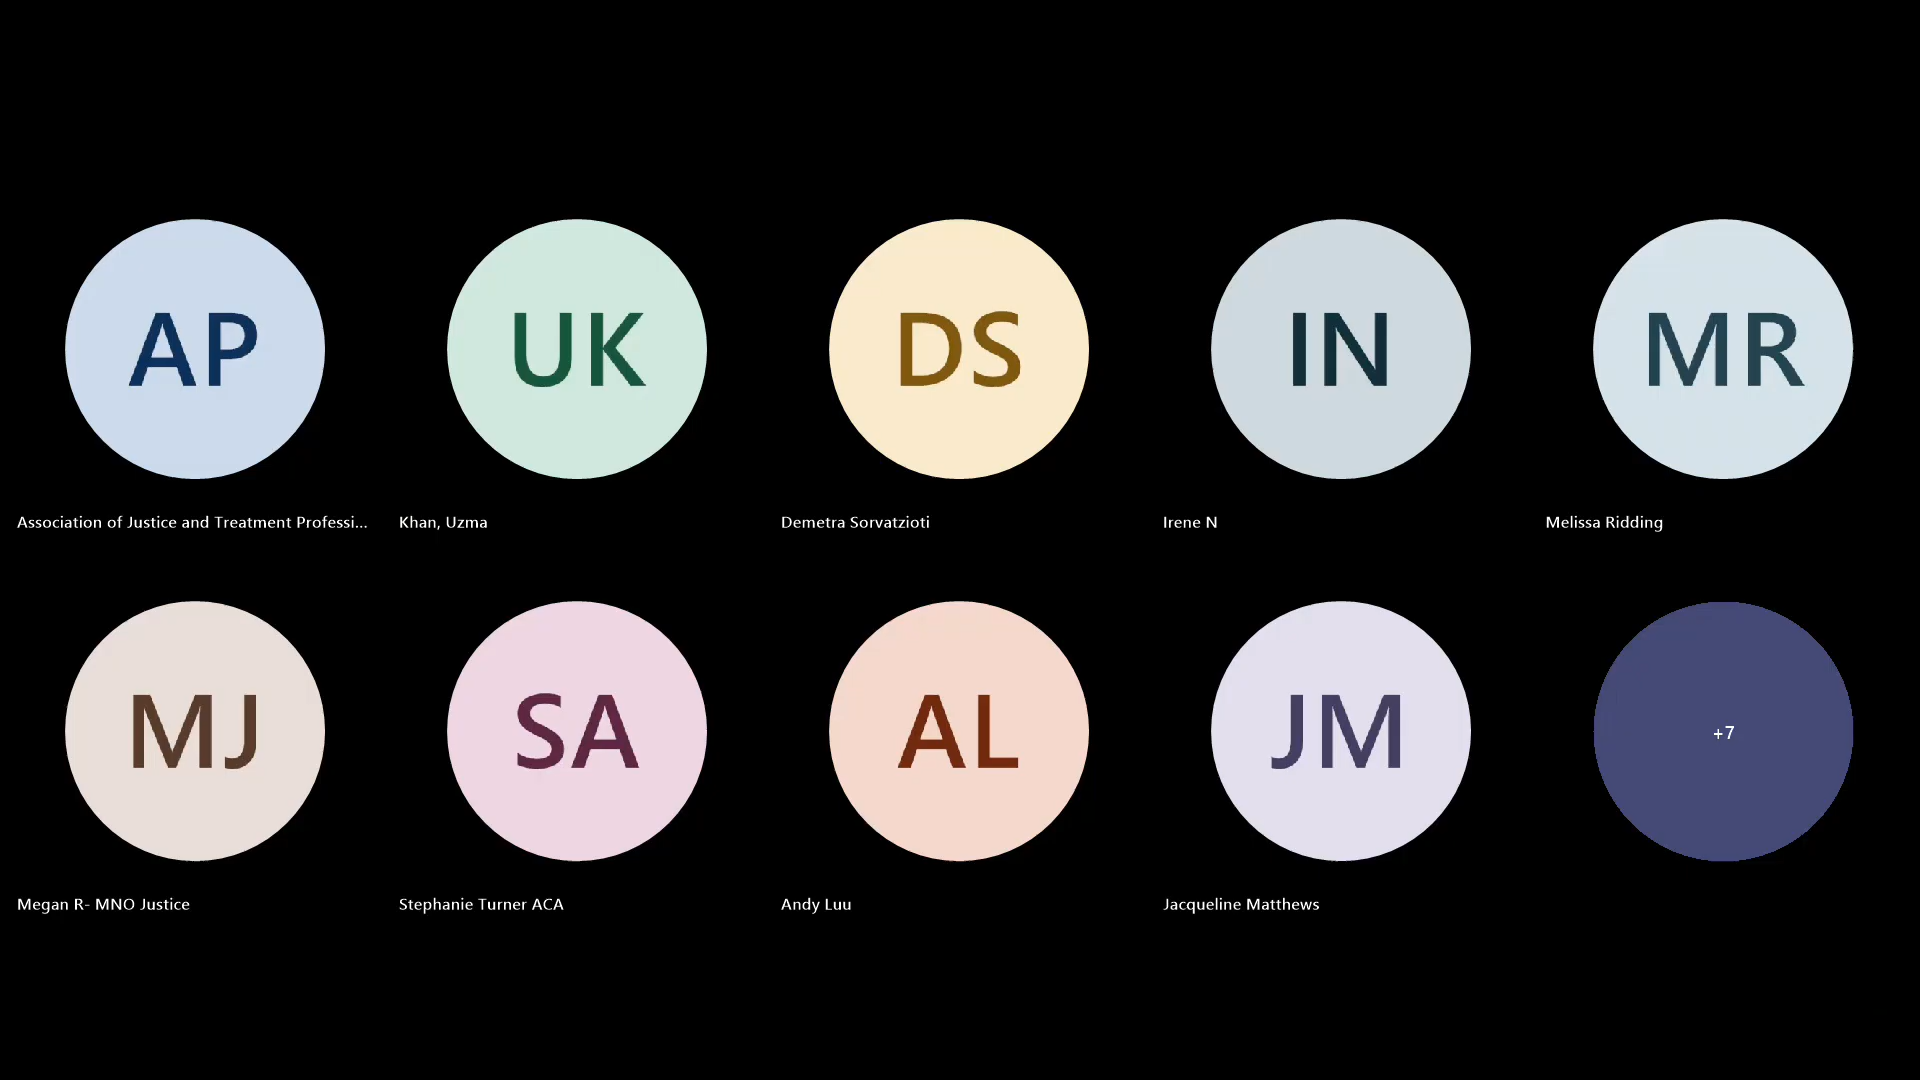 AP UK DS IN MR
Association of Justice and Treatment Professi... Khan, Uzma Demetra Sorvatzioti Irene N Melissa Ridding
MJ SA AL JM +7
Megan R- MNO Justice Stephanie Turner ACA Andy Luu Jacqueline Matthews